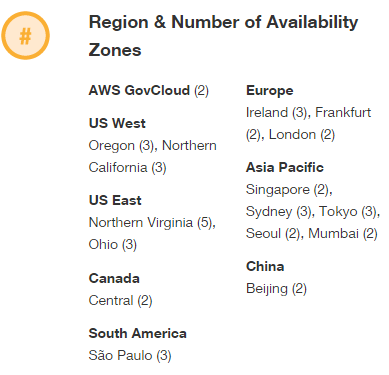 #
Region & Number of Availability
Zones
AWS GovCloud (2)
US West
Oregon (3), Northern
California (3)
US East
Northern Virginia (5),
Ohio (3)
Canada
Central (2)
South America
São Paulo (3)
Europe
Ireland (3), Frankfurt
(2), London (2)
Asia Pacific
Singapore (2),
Sydney (3), Tokyo (3),
Seoul (2), Mumbai (2)
China
Beijing (2)